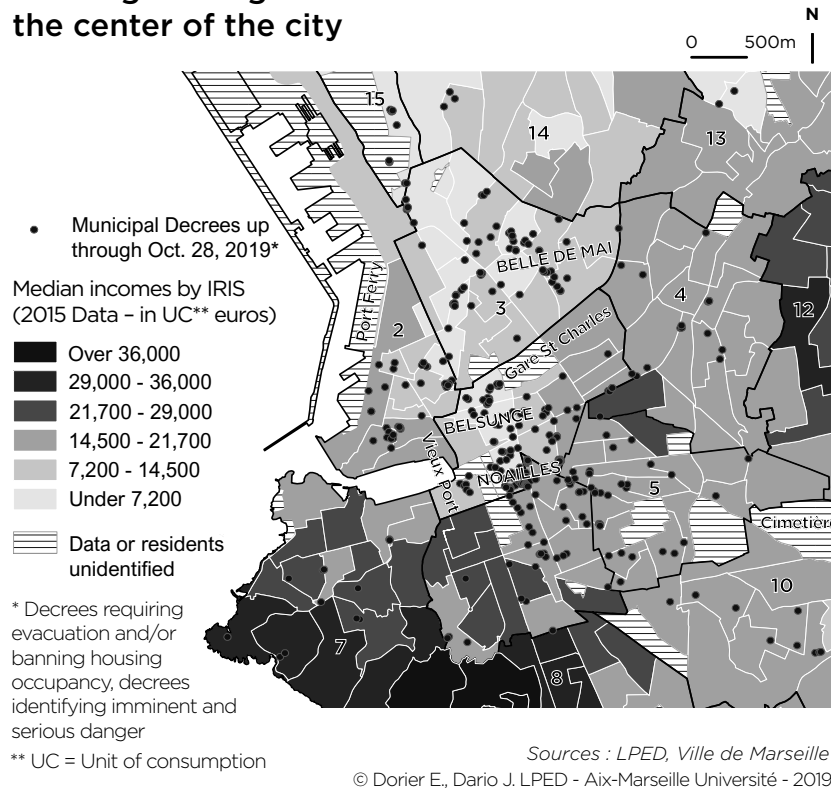 the center of the city
N
0 500m
15
14
13
Municipal Decrees up
through Oct. 28, 2019*
BELLE DE MAI
Port Ferry
2
3
4
12
Gare St Charles
Median incomes by IRIS
(2015 Data – in UC** euros)
Over 36,000
29,000 - 36,000
21,700 - 29,000
14,500 - 21,700
7,200 - 14,500
Under 7,200
Data or residents
unidentified
BELSUNCE
Vieux Port
NOAILLES
5
Cimetière
10
7
8
* Decrees requiring
evacuation and/or
banning housing
occupancy, decrees
identifying imminent and
serious danger
** UC = Unit of consumption
Sources : LPED, Ville de Marseille
© Dorier E., Dario J. LPED - Aix-Marseille Université - 2019